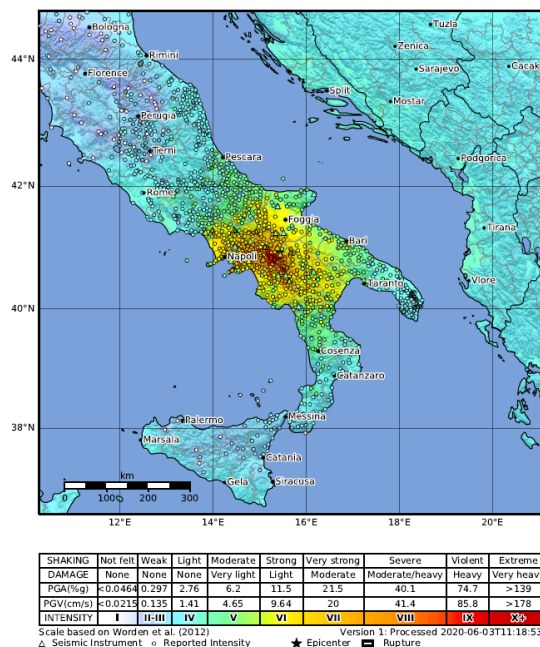 Bologna
Tuzla
44°N
44°N
Rimini
Zenica
Florence
Sarajevo
Cacak
Split
Mostar
Perugia
Terni
Pescara
Podgorica
42°N
42°N
Rome
Foggia
Bari
Tirana
Napoli
Taranto
Vlore
40°N
40°N
Cosenza
Catanzaro
Messina
Palermo
38°N
38°N
Marsala
Catania
km
Gela
Siracusa
0 100 200 300
12°E 14°E 16°E 18°E 20°E
SHAKING Not felt Weak Light Moderate Strong Very strong Severe Violent Extreme
DAMAGE None None None Very light Light Moderate Moderate/heavy Heavy Very heavy
PGA(%g) <0.0464 0.297 2.76 6.2 11.5 21.5 40.1 74.7 >139
PGV(cm/s) <0.0215 0.135 1.41 4.65 9.64 20 41.4 85.8 >178
INTENSITY I II-III IV V VI VII VIII IX X+
Scale based on Worden et al. (2012) Version 1: Processed 2020-06-03T11:18:53
△ Seismic Instrument ○ Reported Intensity ★ Epicenter Rupture